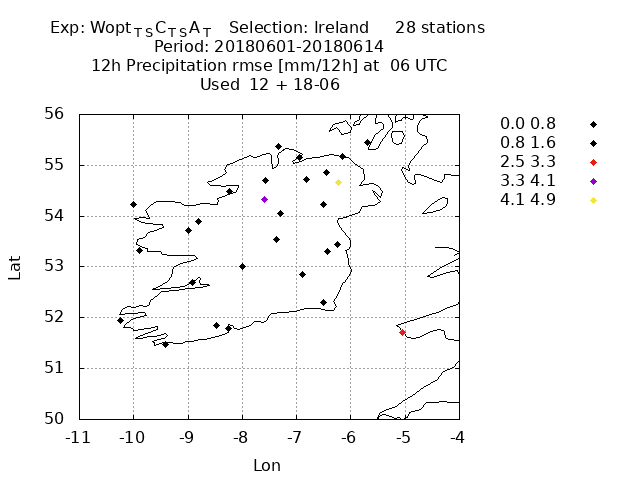 Exp: WoptTSCTSAT Selection: Ireland 28 stations
Period: 20180601-20180614
12h Precipitation rmse [mm/12h] at 06 UTC
Used 12 + 18-06
0.0 0.8
0.8 1.6
2.5 3.3
3.3 4.1
4.1 4.9
56
55
54
53
52
51
50
Lat
-11 -10 -9 -8 -7 -6 -5 -4
Lon